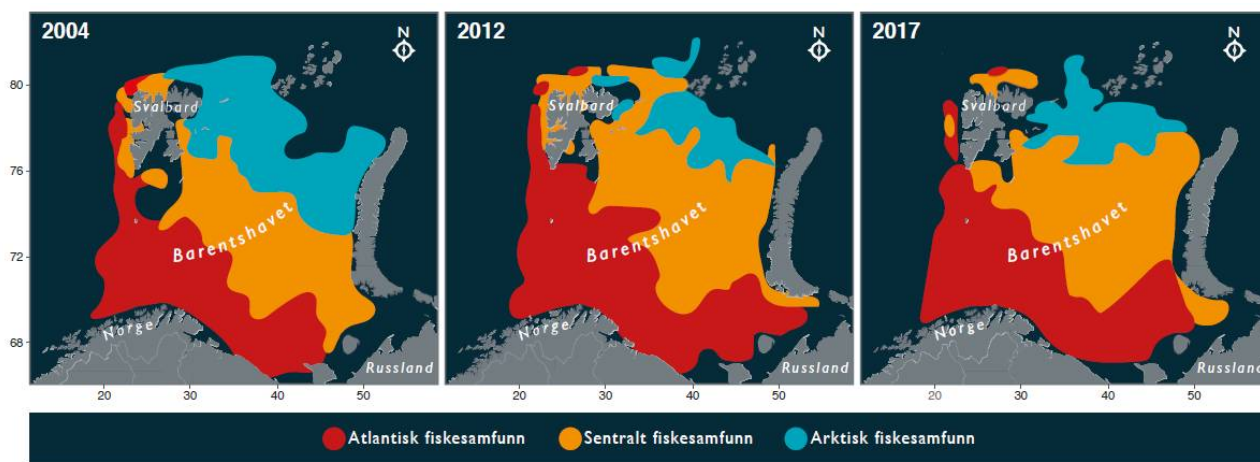 2004
N
2012
N
2017
N
80
76
72
68
Svalbard
Barentshavet
Norge
Russland
20
30
40
50
Svalbard
Barentshavet
Norge
Russland
20
30
40
50
Svalbard
Barentshavet
Norge
Russland
20
30
40
50
Atlantisk fiskesamfunn
Sentralt fiskesamfunn
Arktisk fiskesamfunn